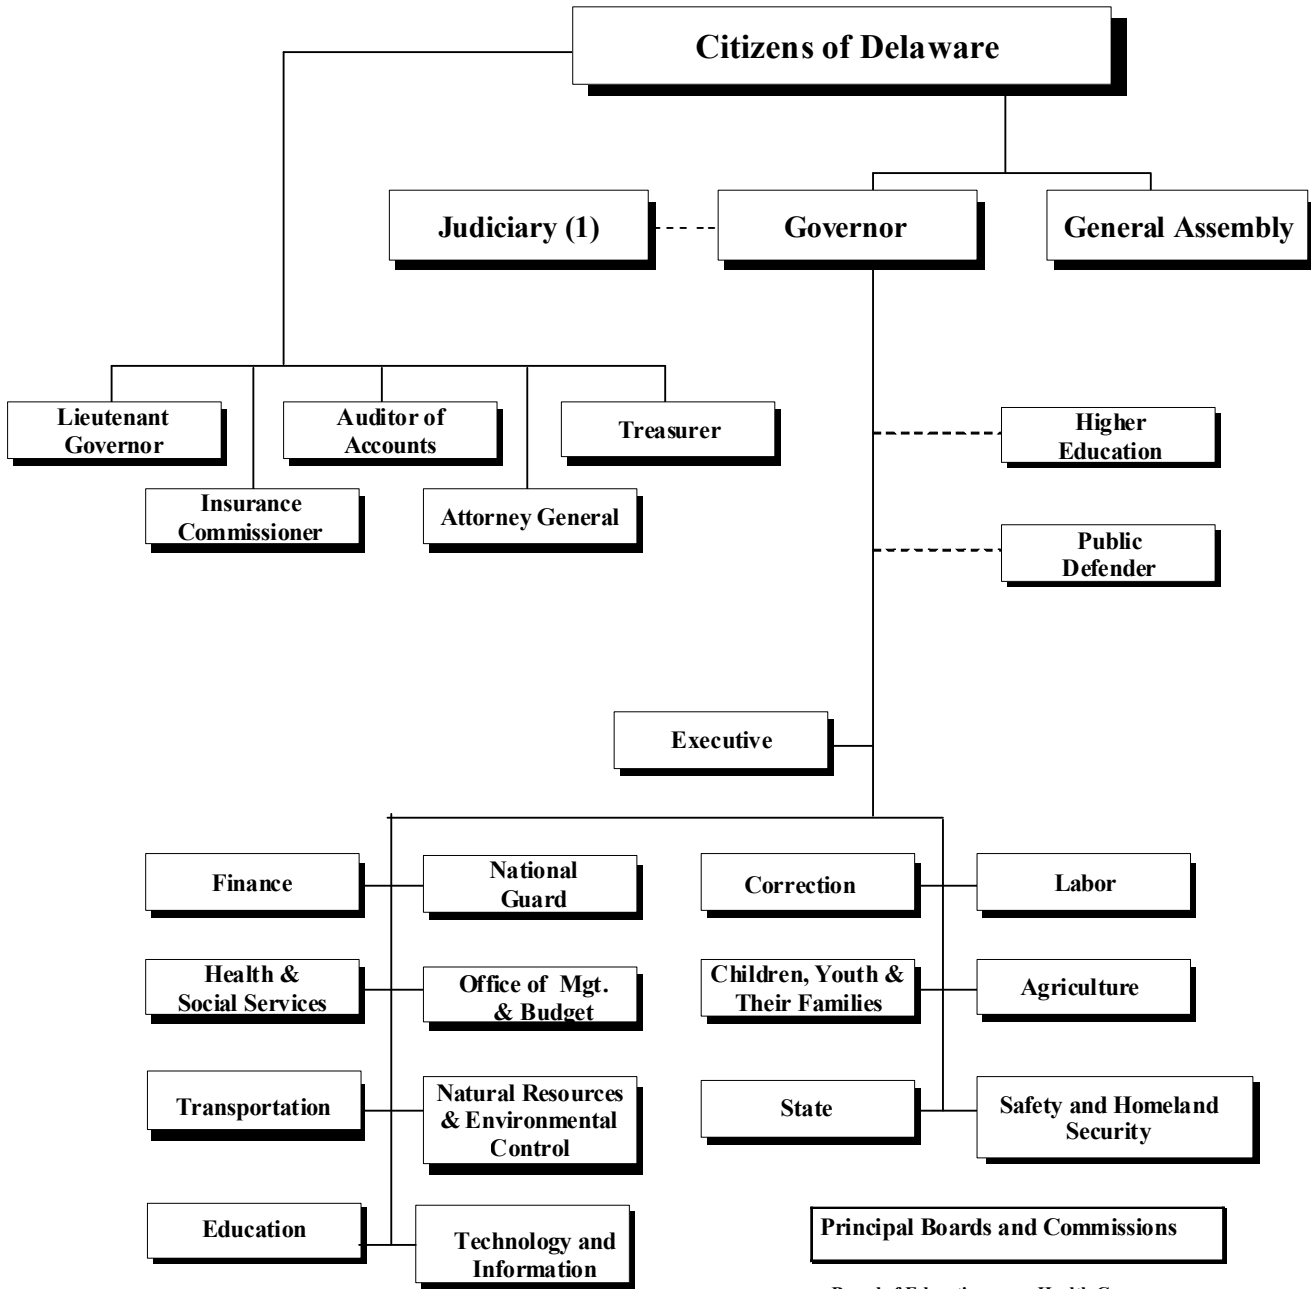 Citizens of Delaware
Judiciary (1)
Governor
General Assembly
Lieutenant
Governor
Auditor of
Accounts
Treasurer
Higher
Education
Insurance
Commissioner
Attorney General
Public
Defender
Executive
Finance
National
Guard
Correction
Labor
Health &
Social Services
Office of Mgt.
& Budget
Children, Youth &
Their Families
Agriculture
Transportation
Natural Resources
& Environmental
Control
State
Safety and Homeland
Security
Education
Technology and
Information
Principal Boards and Commissions